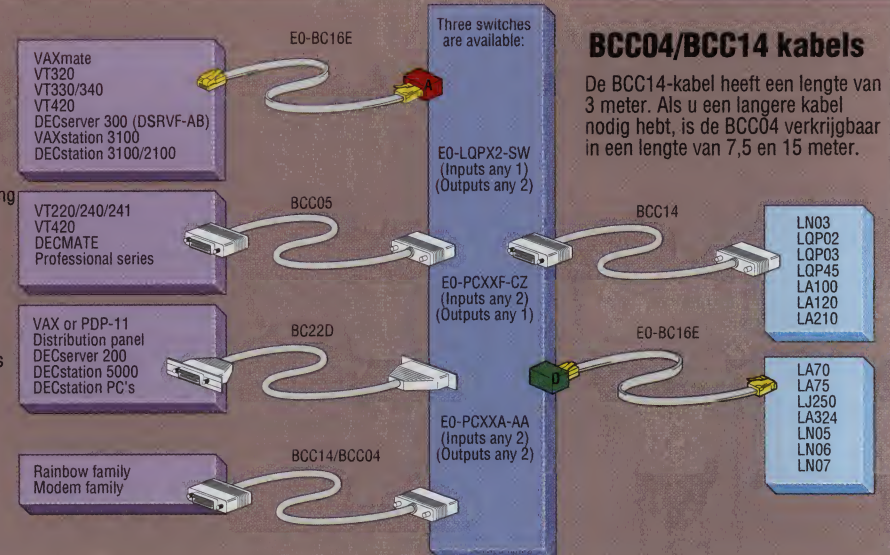 E0-BC16E
VAXmate
VT320
VT330/340
VT420
DECserver 300 (DSRVF-AB)
VAXstation 3100
DECstation 3100/2100
BCC05
VT220/240/241
VT420
DECMATE
Professional series
BC22D
VAX or PDP-11
Distribution panel
DECserver 200
DECstation 5000
DECstation PC's
BCC14/BCC04
Rainbow family
Modem family
ng
s
Three switches
are available:
A
E0-LQPX2-SW
(Inputs any 1)
(Outputs any 2)
E0-PCXXF-CZ
(Inputs any 2)
(Outputs any 1)
D
E0-PCXXA-AA
(Inputs any 2)
(Outputs any 2)
BCC04/BCC14 kabels
De BCC14-kabel heeft een lengte van
3 meter. Als u een langere kabel
nodig hebt, is de BCC04 verkrijgbaar
in een lengte van 7,5 en 15 meter.
BCC14
LN03
LQP02
LQP03
LQP45
LA100
LA120
LA210
E0-BC16E
LA70
LA75
LJ250
LA324
LN05
LN06
LN07